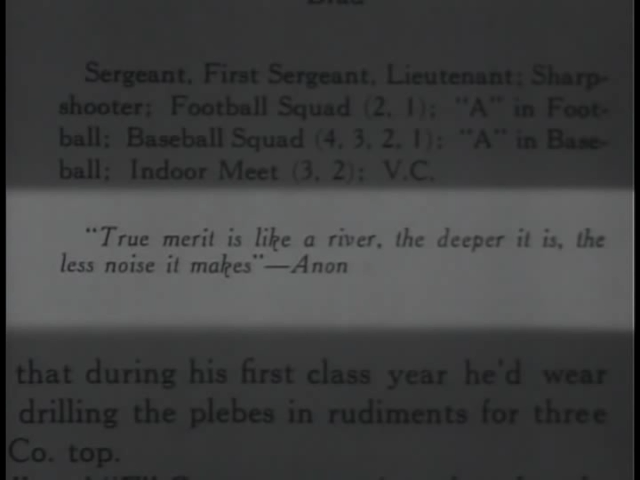 Sergeant, First Sergeant, Lieutenant; Sharp-
shooter; Football Squad (2, 1); "A" in Foot-
ball; Baseball Squad (4, 3, 2, 1); "A" in Base-
ball; Indoor Meet (3, 2); V.C.
"True merit is like a river, the deeper it is, the
less noise it makes"—Anon
that during his first class year he'd wear
drilling the plebes in rudiments for three
Co. top.